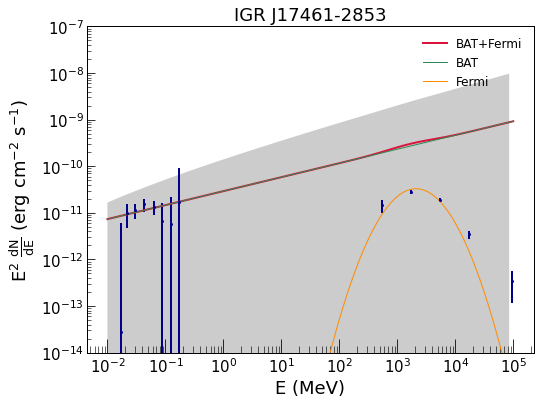 IGR J17461-2853
BAT+Fermi
BAT
Fermi
10⁻⁷
10⁻⁸
10⁻⁹
10⁻¹⁰
10⁻¹¹
10⁻¹²
10⁻¹³
10⁻¹⁴
E² dN/dE (erg cm⁻² s⁻¹)
10⁻² 10⁻¹ 10⁰ 10¹ 10² 10³ 10⁴ 10⁵
E (MeV)